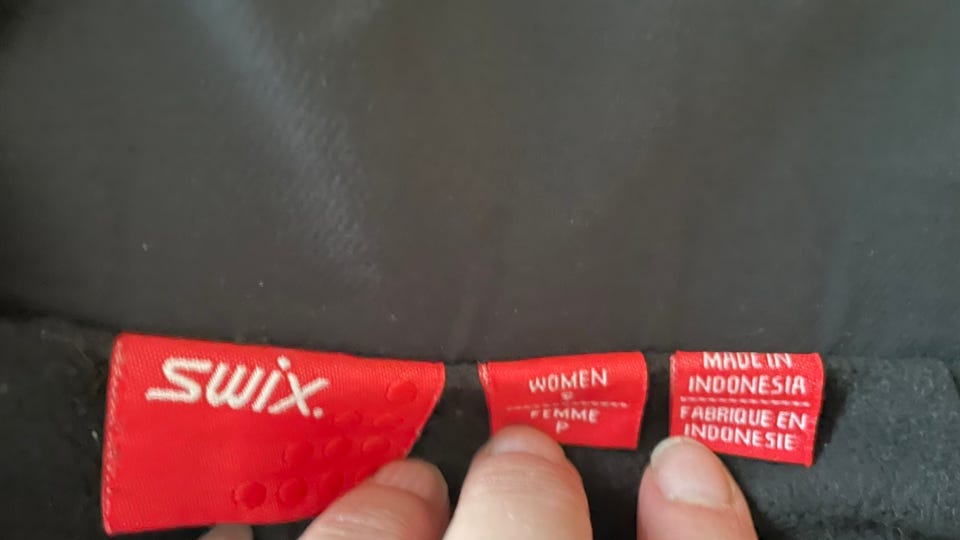 SWiX.
WOMEN
S
FEMME
P
MADE IN
INDONESIA
FABRIQUE EN
INDONESIE